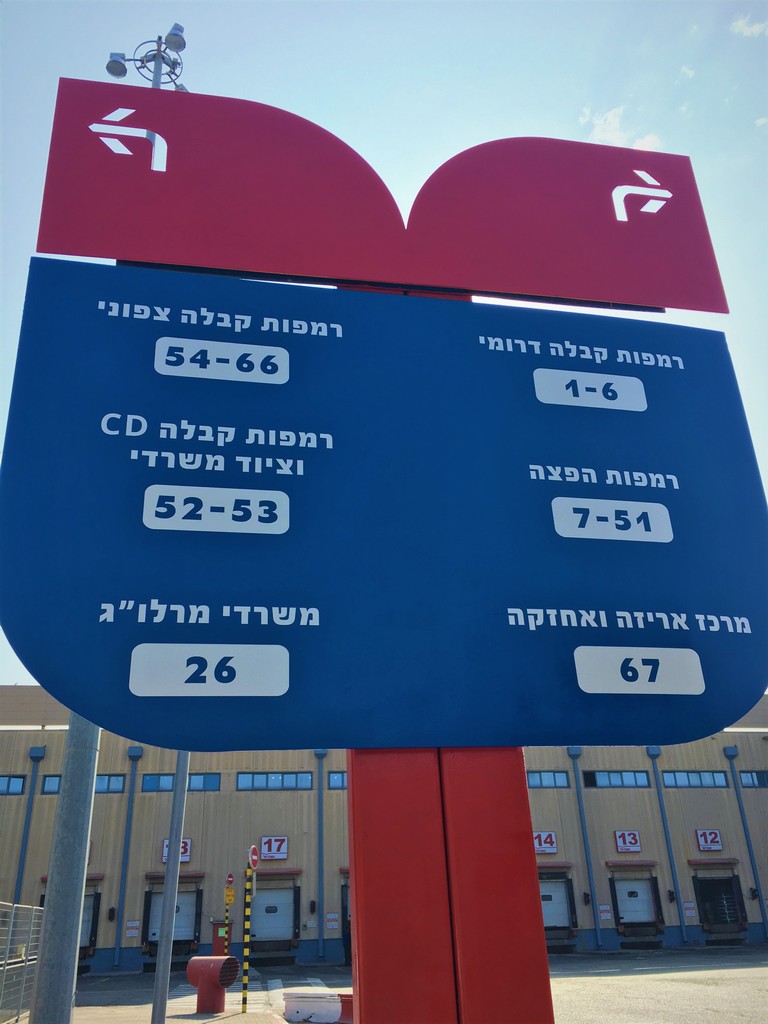 רמפות קבלה דרומי
1-6
רמפות הפצה
7-51
מרכז אריזה ואחזקה
67
רמפות קבלה צפוני
54-66
רמפות קבלה CD
וציוד משרדי
52-53
משרדי מרלו"ג
26
17
14
13
12